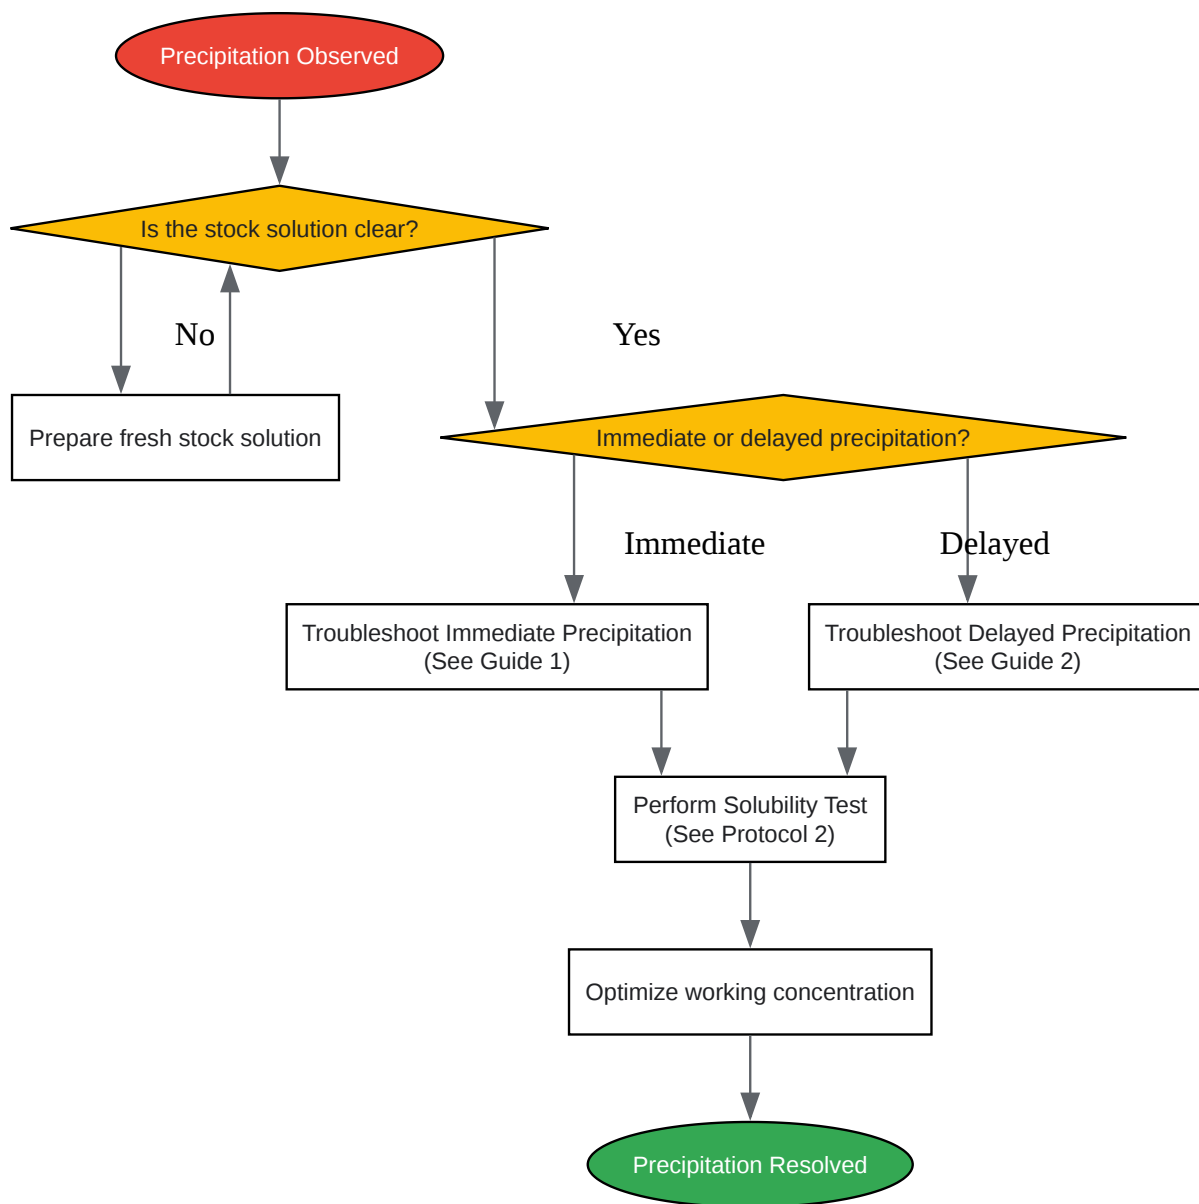 Precipitation Observed
Is the stock solution clear?
No
Yes
Prepare fresh stock solution
Immediate or delayed precipitation?
Immediate
Delayed
Troubleshoot Immediate Precipitation
(See Guide 1)
Troubleshoot Delayed Precipitation
(See Guide 2)
Perform Solubility Test
(See Protocol 2)
Optimize working concentration
Precipitation Resolved